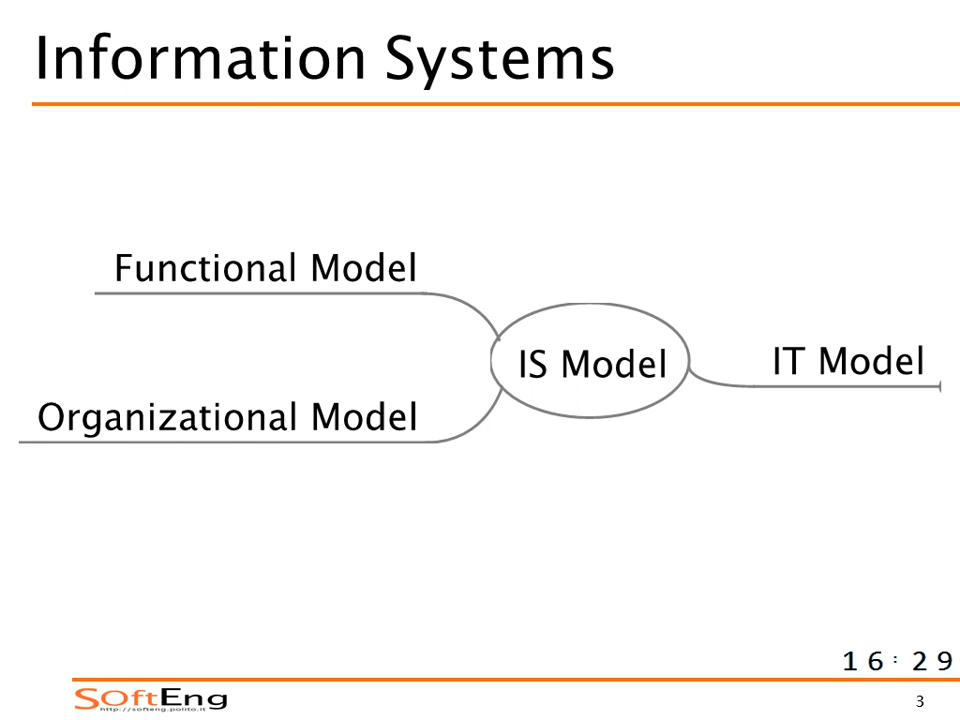 Information Systems
Functional Model
IS Model
IT Model
Organizational Model
16:29
SOftEng
http://softeng.polito.it
3